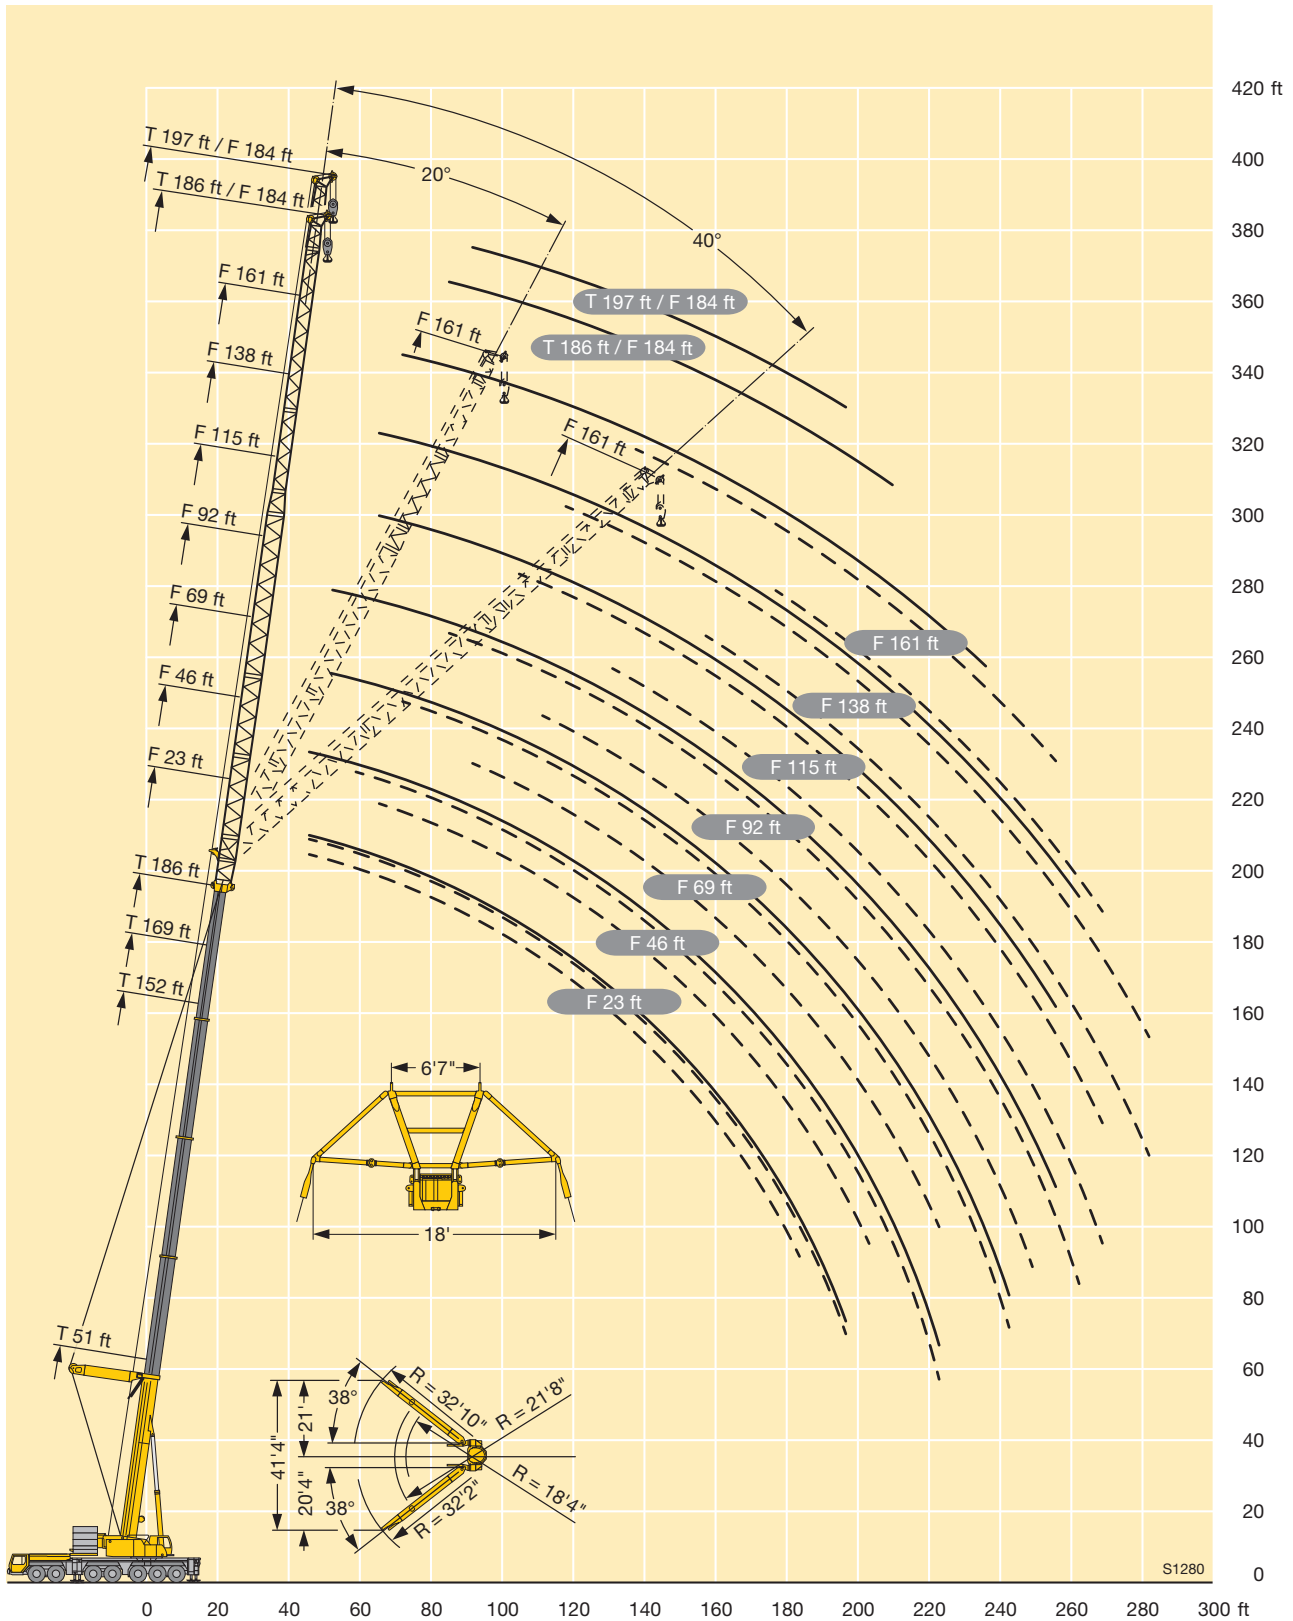 420 ft
400
380
360
340
320
300
280
260
240
220
200
180
160
140
120
100
80
60
40
20
0
T 197 ft / F 184 ft
T 186 ft / F 184 ft
20°
40°
F 161 ft
F 138 ft
F 115 ft
F 92 ft
F 69 ft
F 46 ft
F 23 ft
T 186 ft
T 169 ft
T 152 ft
T 51 ft
F 161 ft
F 161 ft
T 197 ft / F 184 ft
T 186 ft / F 184 ft
F 161 ft
F 138 ft
F 115 ft
F 92 ft
F 69 ft
F 46 ft
F 23 ft
6'7"
18'
38°
R = 32'10"
R = 21'8"
21'
41'4"
20'4"
38°
R = 32'2"
R = 18'4"
S1280
0 20 40 60 80 100 120 140 160 180 200 220 240 260 280 300 ft